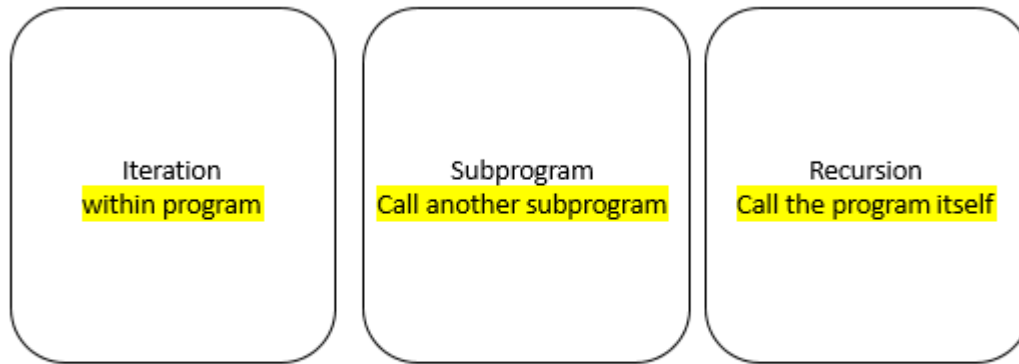 Iteration
within program
Subprogram
Call another subprogram
Recursion
Call the program itself